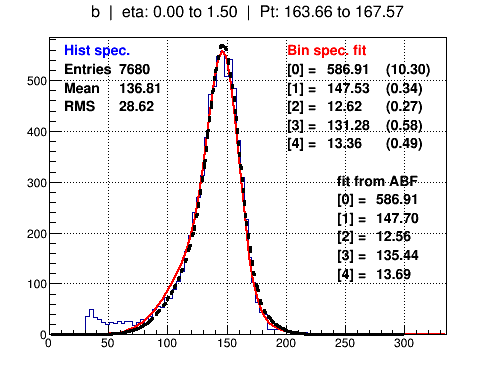 b | eta: 0.00 to 1.50 | Pt: 163.66 to 167.57
Hist spec.
Entries 7680
Mean 136.81
RMS 28.62
Bin spec. fit
[0] = 586.91 (10.30)
[1] = 147.53 (0.34)
[2] = 12.62 (0.27)
[3] = 131.28 (0.58)
[4] = 13.36 (0.49)
fit from ABF
[0] = 586.91
[1] = 147.70
[2] = 12.56
[3] = 135.44
[4] = 13.69
500
400
300
200
100
0
0 50 100 150 200 250 300